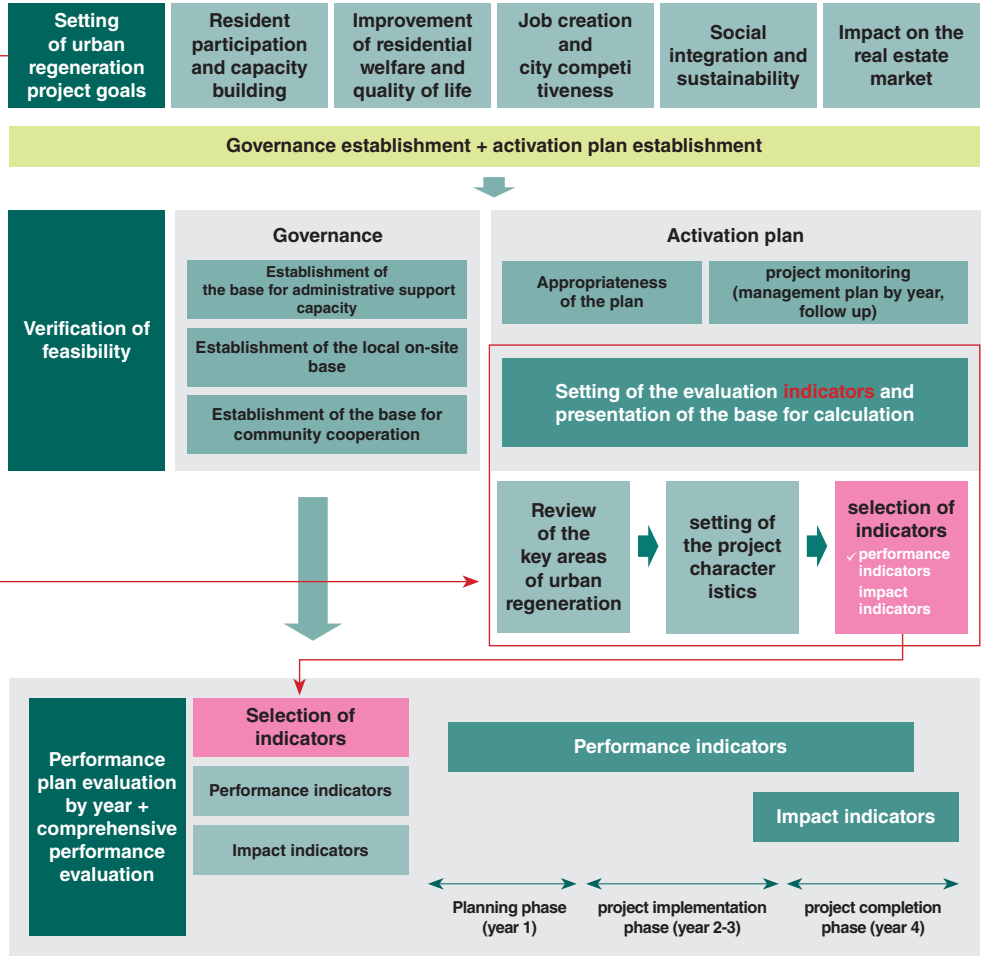 Setting
of urban
regeneration
project goals
Resident
participation
and capacity
building
Improvement
of residential
welfare and
quality of life
Job creation
and
city competi
tiveness
Social
integration and
sustainability
Impact on the
real estate
market
Governance establishment + activation plan establishment
Verification of
feasibility
Governance
Establishment of
the base for administrative support
capacity
Establishment of the local on-site
base
Establishment of the base for
community cooperation
Activation plan
Appropriateness
of the plan
project monitoring
(management plan by year,
follow up)
Setting of the evaluation indicators and
presentation of the base for calculation
Review
of the
key areas
of urban
regeneration
setting of
the project
character
istics
selection of
indicators
✓performance
indicators
impact
indicators
Performance
plan evaluation
by year +
comprehensive
performance
evaluation
Selection of
indicators
Performance indicators
Impact indicators
Performance indicators
Impact indicators
Planning phase
(year 1)
project implementation
phase (year 2-3)
project completion
phase (year 4)